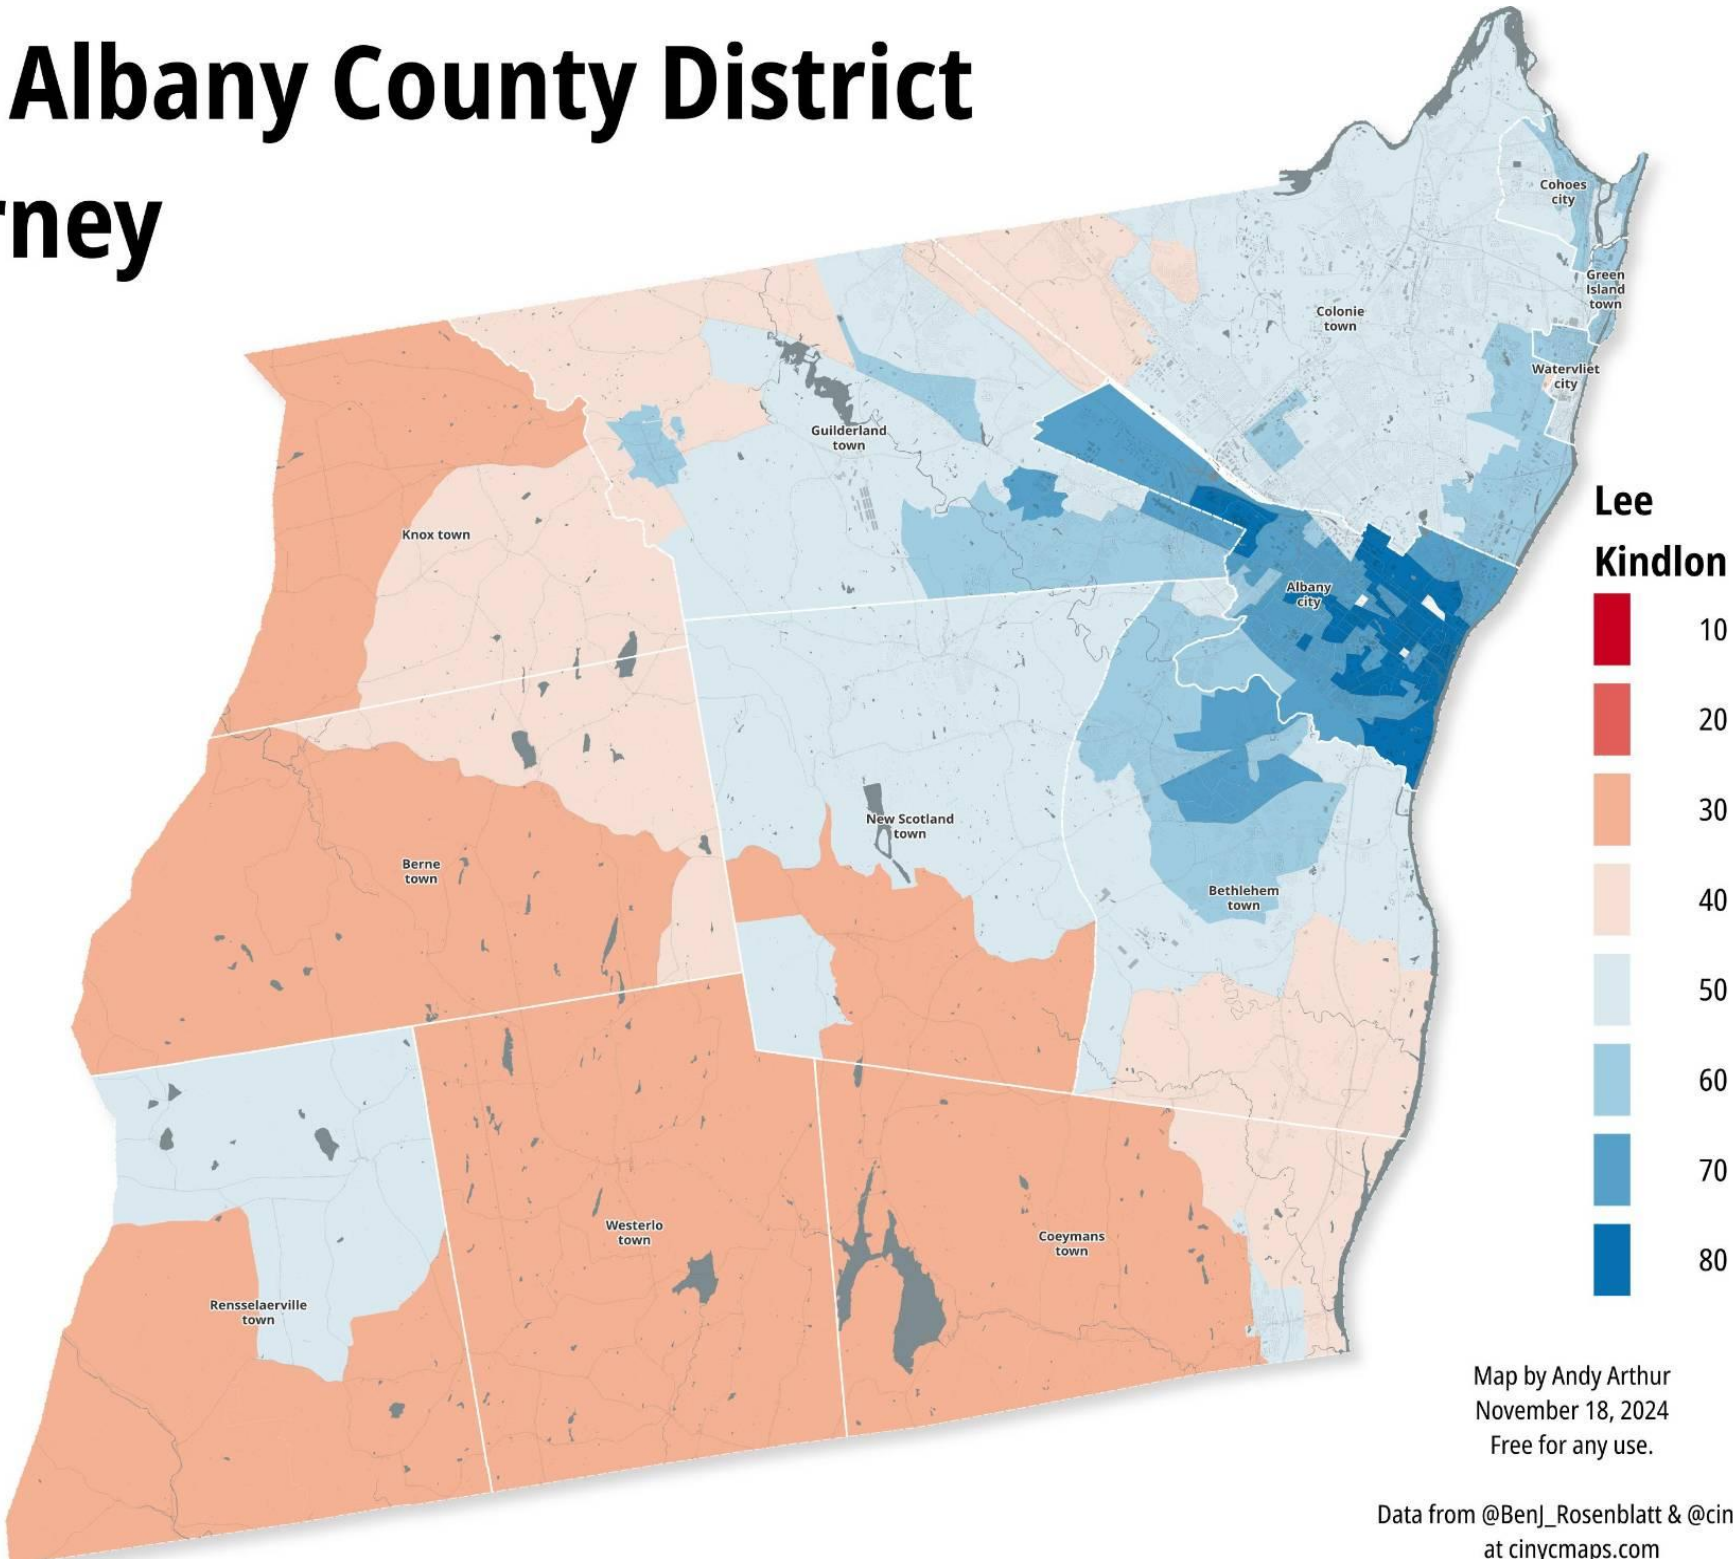 Albany County District
rney
Cohoes
city
Green
Island
town
Colonie
town
Watervliet
city
Guilderland
town
Lee
Kindlon
Knox town
Albany
city
10
20
30
New Scotland
town
Berne
town
40
Bethlehem
town
50
60
70
Westerlo
town
Coeymans
town
80
Rensselaerville
town
Map by Andy Arthur
November 18, 2024
Free for any use.
Data from @BenJ_Rosenblatt & @cin
at cinycmaps.com